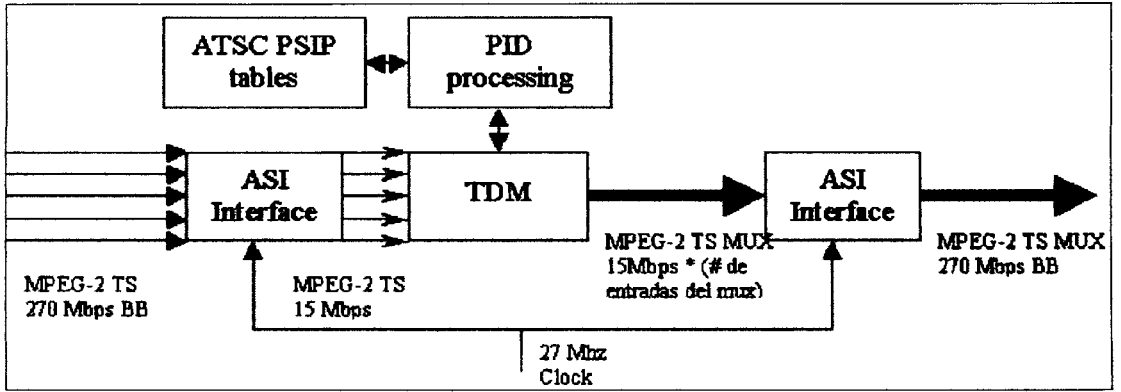 ATSC PSIP
tables
PID
processing
ASI
Interface
TDM
ASI
Interface
MPEG-2 TS
270 Mbps BB
MPEG-2 TS
15 Mbps
MPEG-2 TS MUX
15Mbps * (# de
entradas del mux)
MPEG-2 TS MUX
270 Mbps BB
27 Mhz
Clock